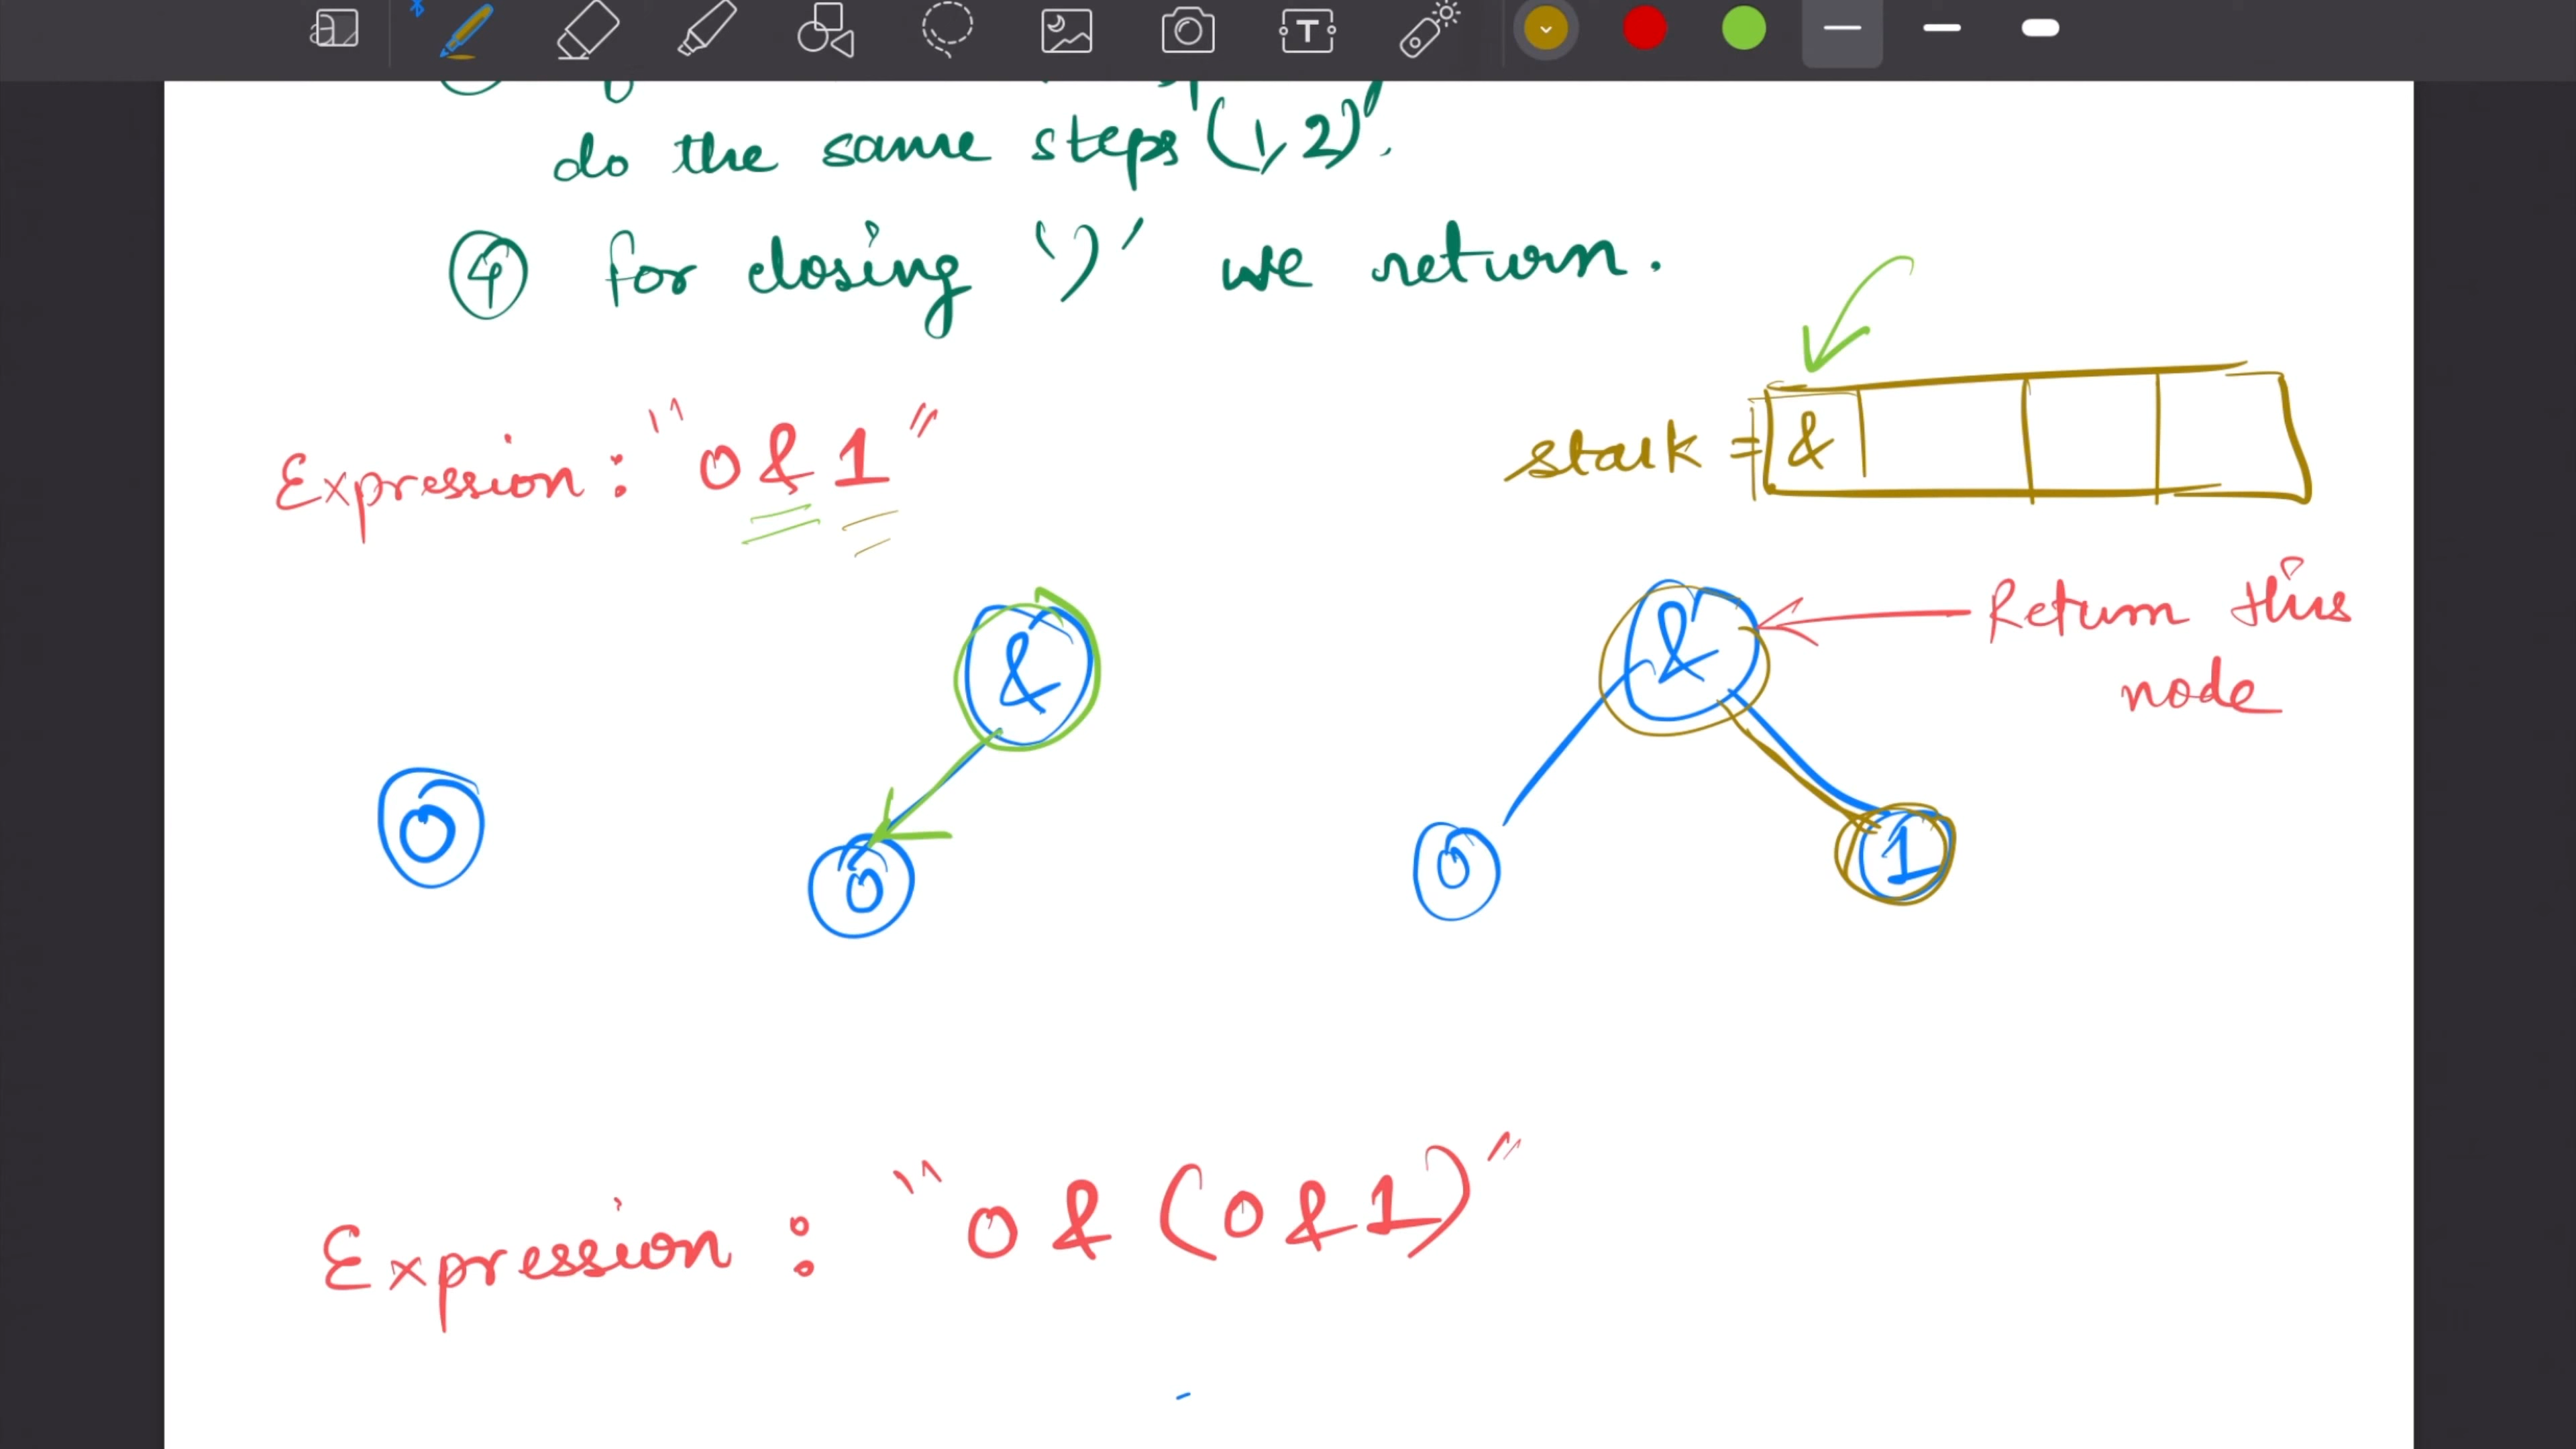 do the same steps (1, 2).
④ for closing ')' we return.
Expression : "0 & 1"
stack = &
& & Return this
node
0 0 0 1
Expression : "0 & (0 & 1)"